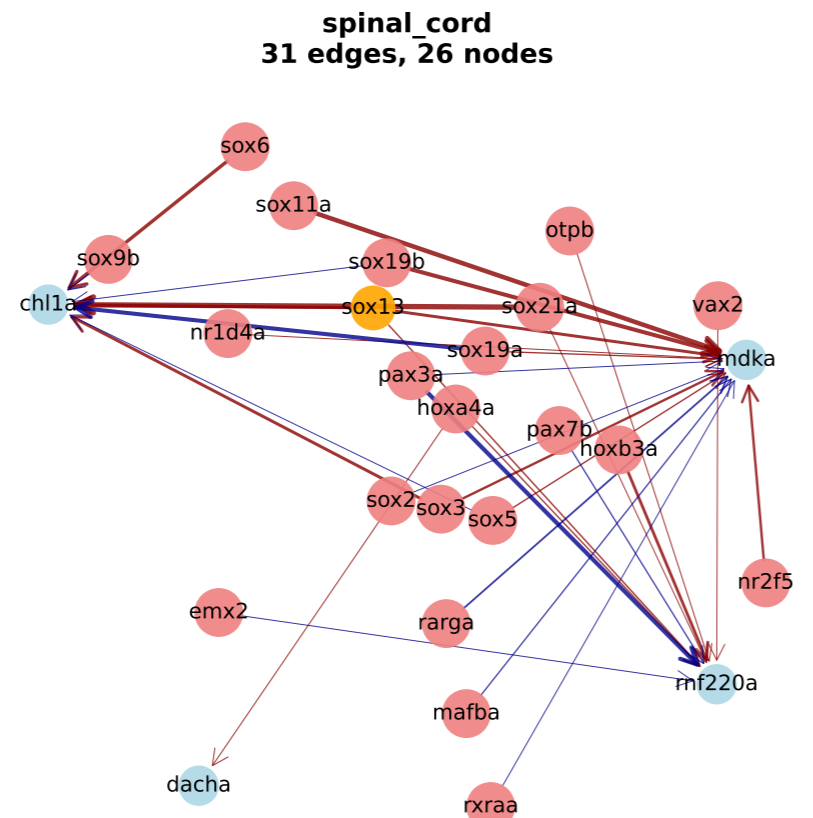 spinal_cord
31 edges, 26 nodes
sox6
sox11a
otpb
sox9b
sox19b
chl1a
sox13
sox21a
vax2
nr1d4a
sox19a
mdka
pax3a
hoxa4a
pax7b
hoxb3a
sox2
sox3
sox5
nr2f5
emx2
rarga
rnf220a
mafba
dacha
rxraa